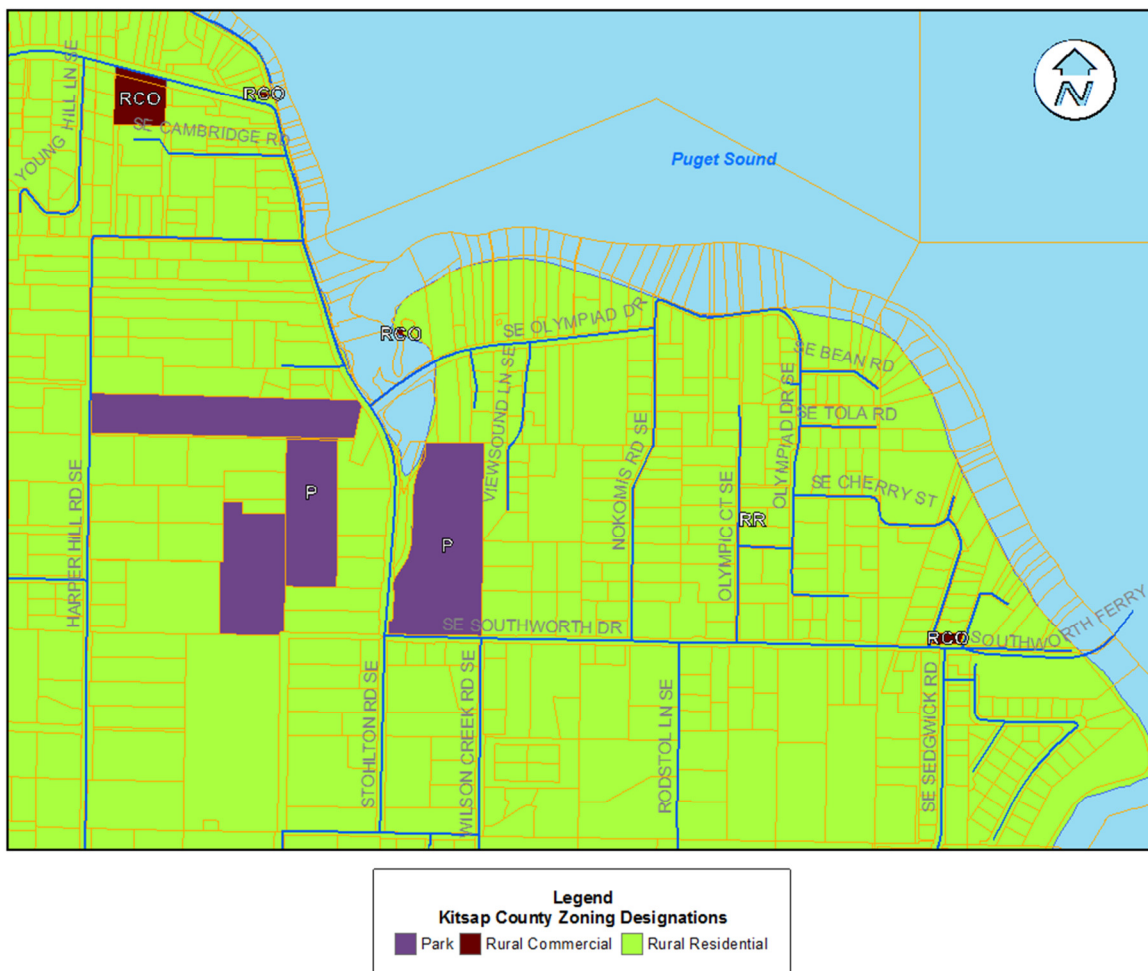 YOUNG HILL LN SE
RCO
RCO
SE CAMBRIDGE RD
Puget Sound
N
RCO
SE OLYMPIAD DR
VIEWSOUND LN SE
SE BEAN RD
SE TOLA RD
OLYMPIAD DR SE
SE CHERRY ST
HARPER HILL RD SE
P
P
NOKOMIS RD SE
OLYMPIC CT SE
RR
SE SOUTHWORTH DR
RCO
SOUTHWORTH FERRY
STOHLTON RD SE
WILSON CREEK RD SE
RODSTOL LN SE
SE SEDGWICK RD
Legend
Kitsap County Zoning Designations
Park Rural Commercial Rural Residential